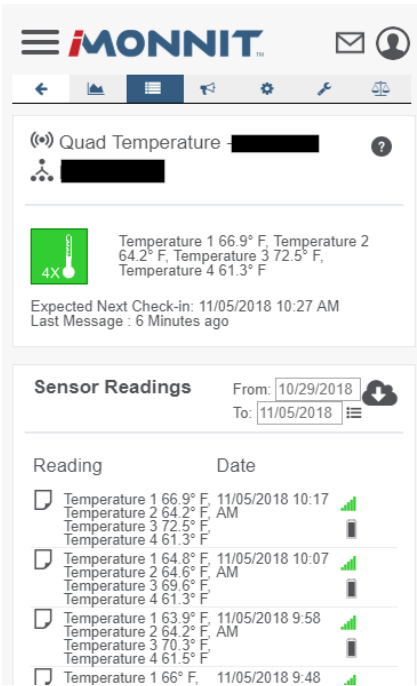 iMONNIT™
Quad Temperature -
?
4X
Temperature 1 66.9° F, Temperature 2
64.2° F, Temperature 3 72.5° F,
Temperature 4 61.3° F
Expected Next Check-in: 11/05/2018 10:27 AM
Last Message : 6 Minutes ago
Sensor Readings
From: 10/29/2018
To: 11/05/2018
Reading Date
Temperature 1 66.9° F, 11/05/2018 10:17
Temperature 2 64.2° F, AM
Temperature 3 72.5° F,
Temperature 4 61.3° F
Temperature 1 64.8° F, 11/05/2018 10:07
Temperature 2 64.6° F, AM
Temperature 3 69.6° F,
Temperature 4 61.3° F
Temperature 1 63.9° F, 11/05/2018 9:58
Temperature 2 64.2° F, AM
Temperature 3 70.3° F,
Temperature 4 61.5° F
Temperature 1 66° F, 11/05/2018 9:48